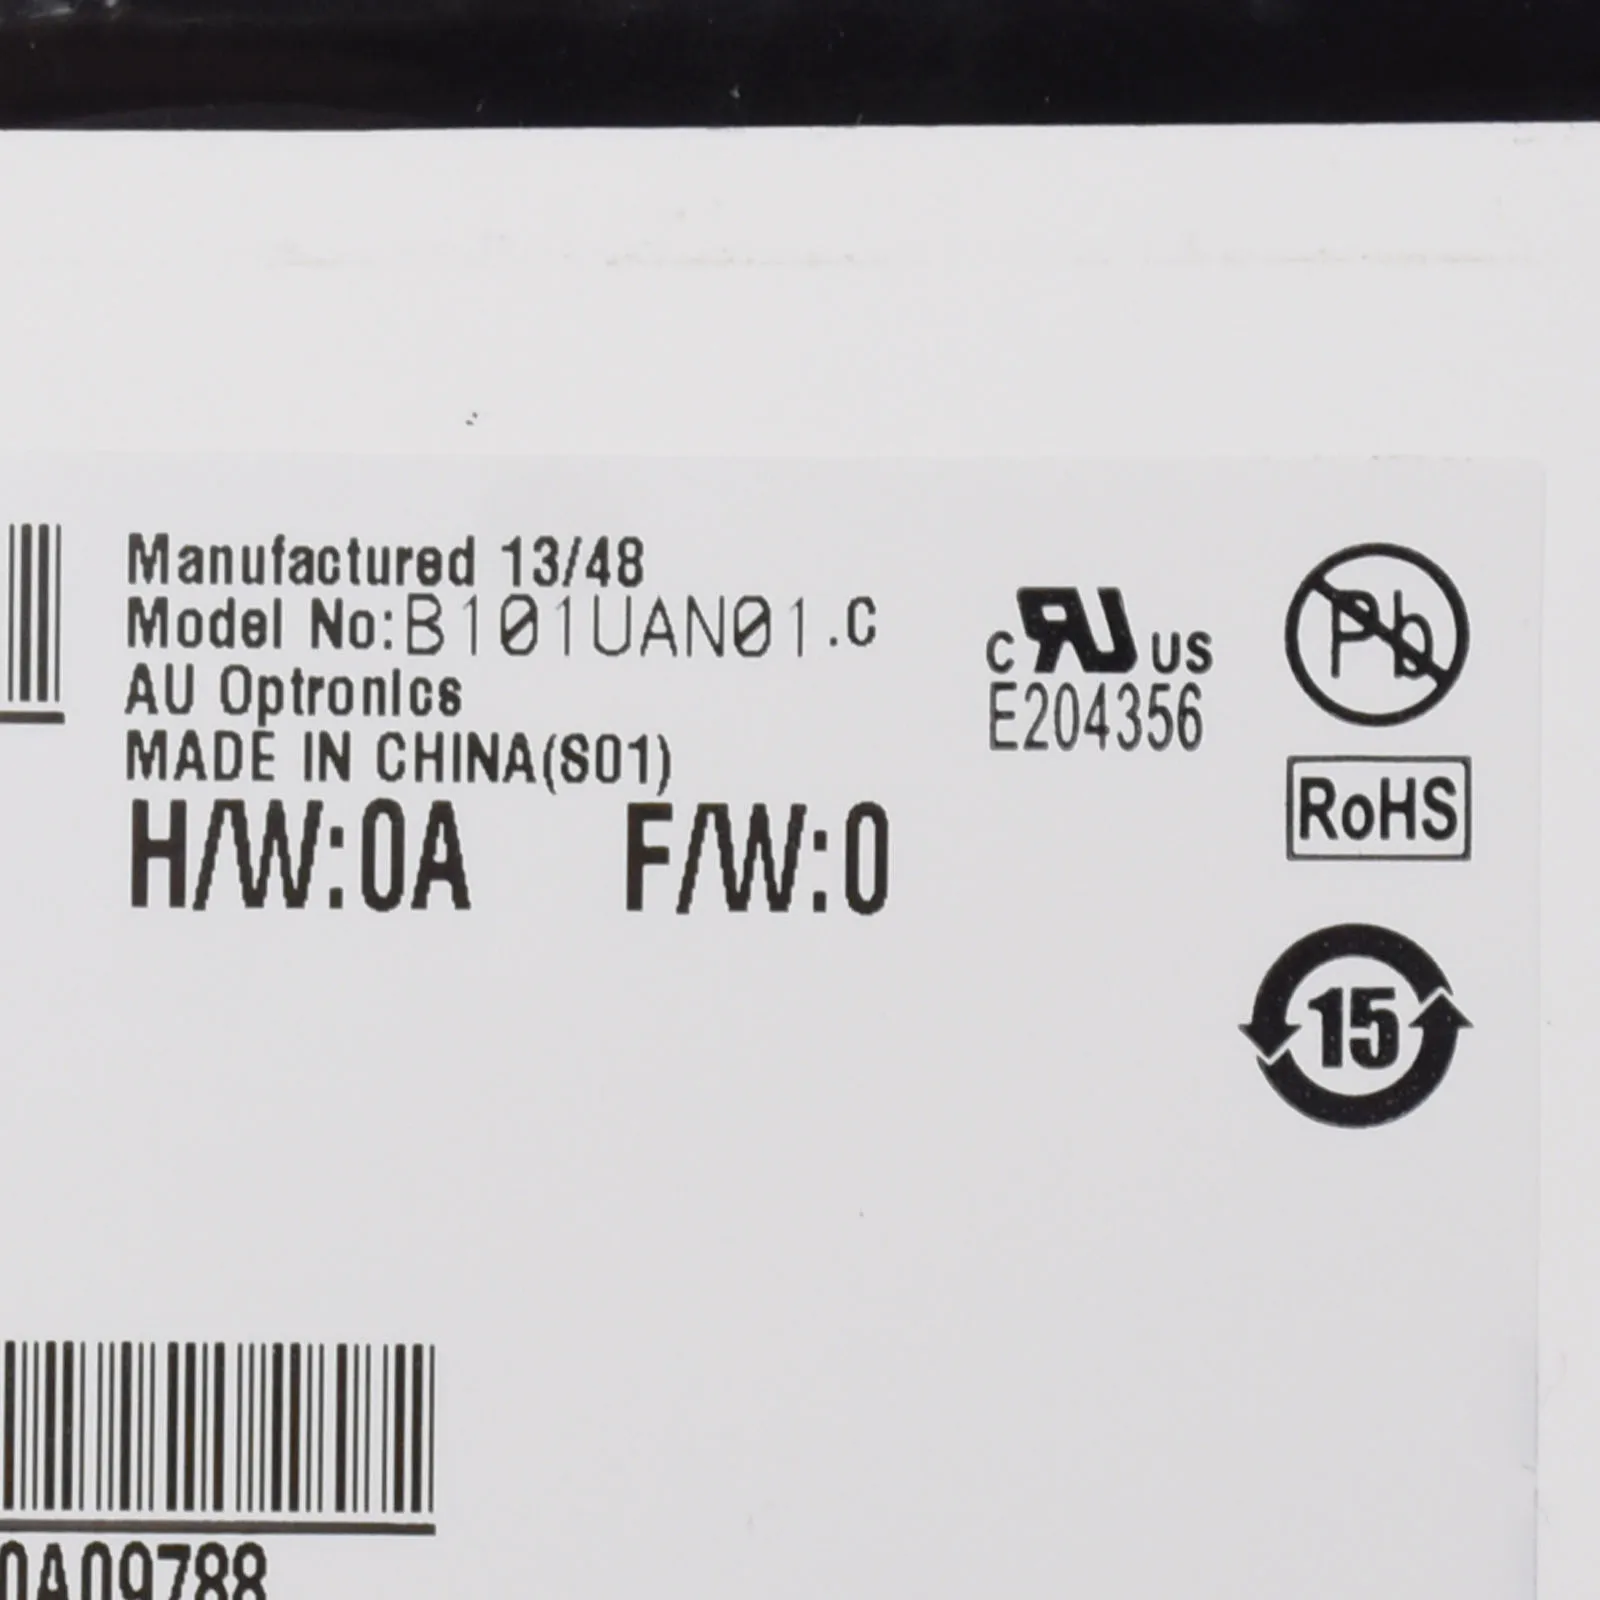 Manufactured 13/48
Model No:B101UAN01.C
AU Optronics
MADE IN CHINA(S01)
H/W:0A F/W:0
c UR US
E204356
Pb
RoHS
15
0A09788